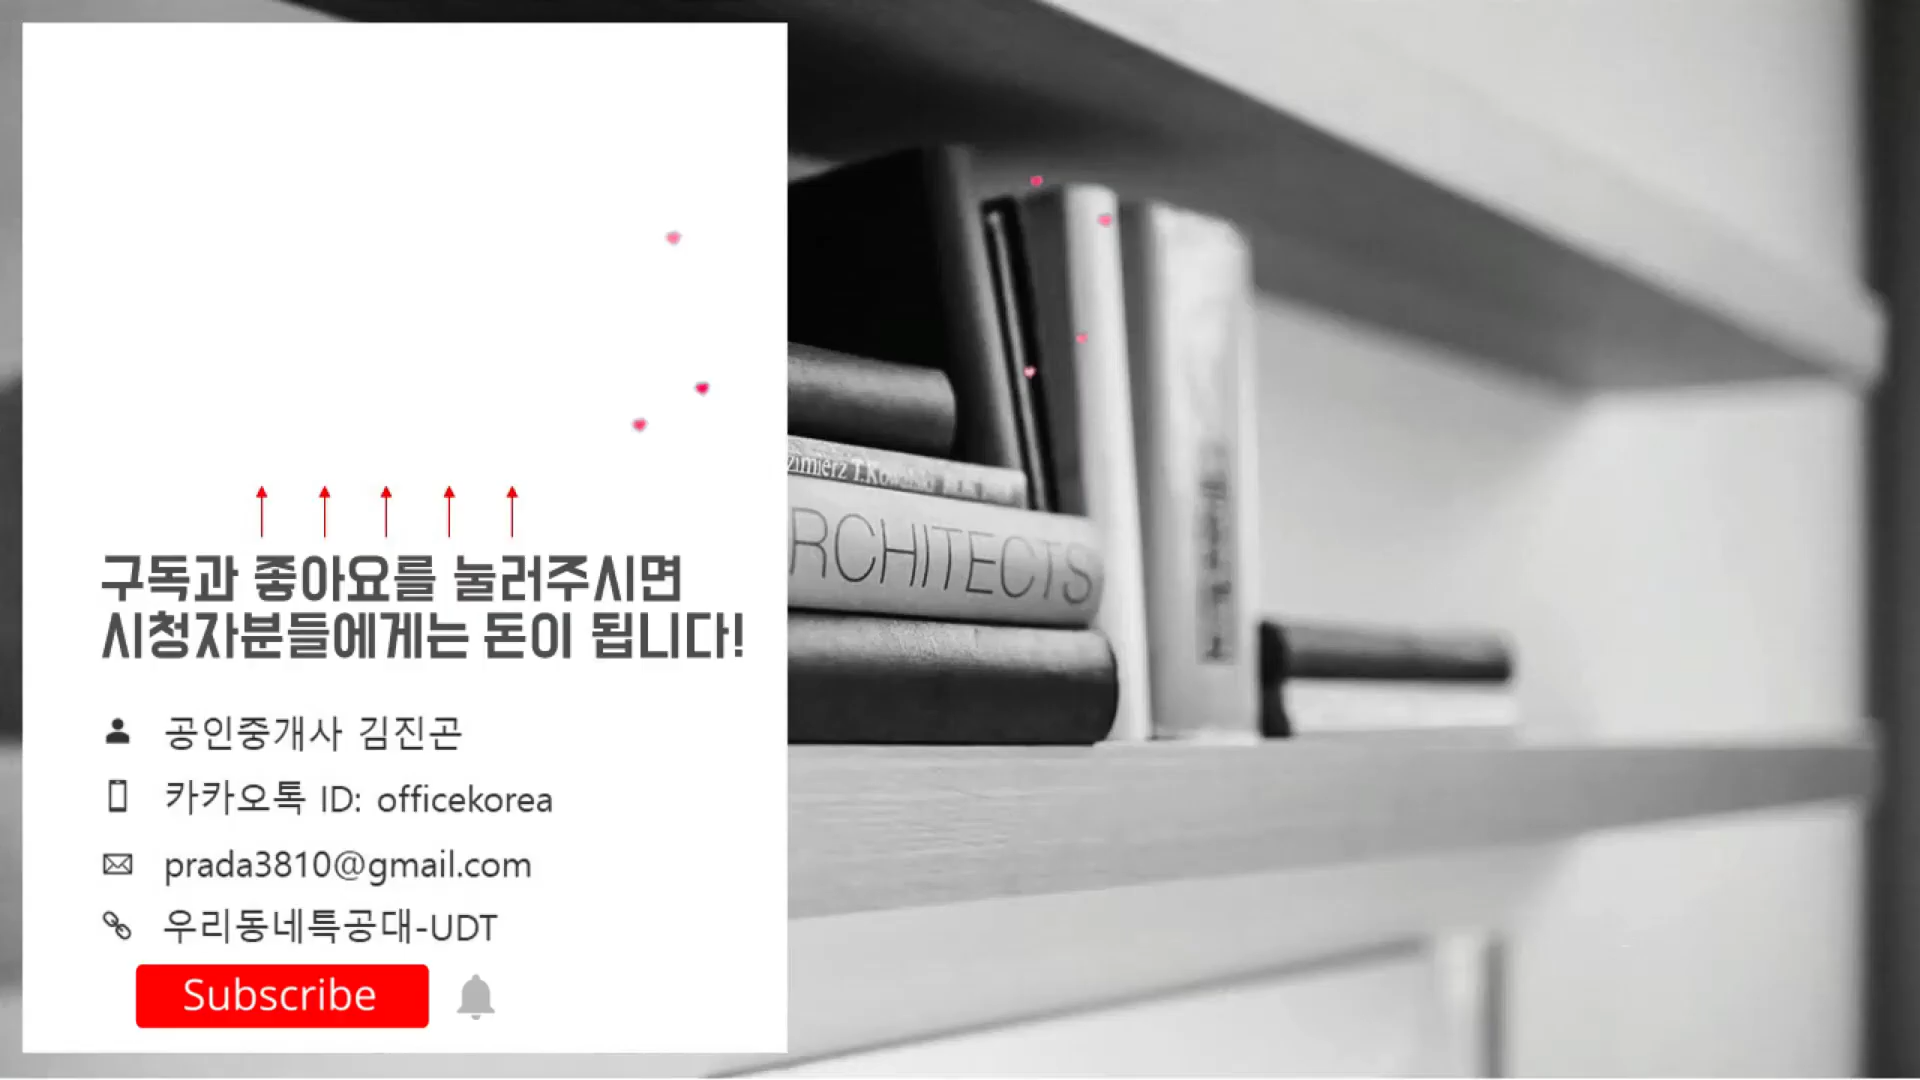 구독과 좋아요를 눌러주시면
시청자분들에게는 돈이 됩니다!
공인중개사 김진곤
카카오톡 ID: officekorea
prada3810@gmail.com
우리동네특공대-UDT
Subscribe
zimierz T.
RCHITECTS